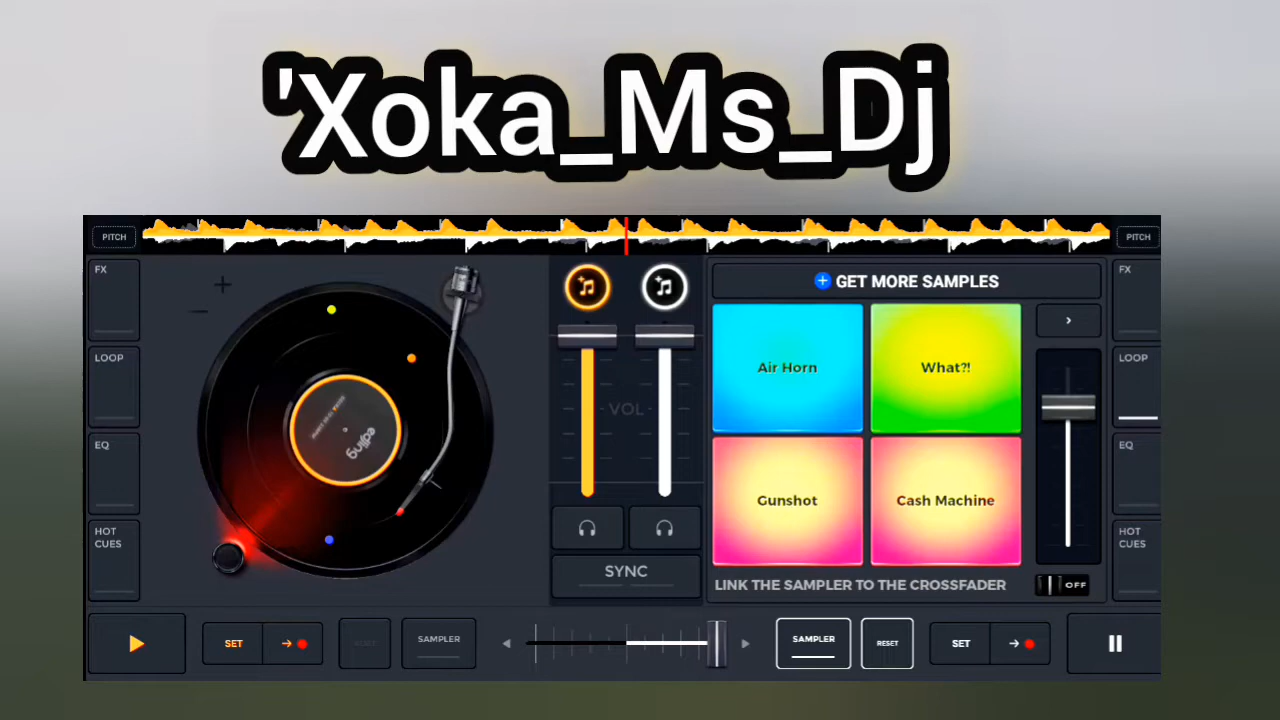 'Xoka_Ms_Dj
PITCH
PITCH
FX
LOOP
EQ
HOT
CUES
edjing
VOL
SYNC
GET MORE SAMPLES
Air Horn
What?!
Gunshot
Cash Machine
LINK THE SAMPLER TO THE CROSSFADER
OFF
FX
LOOP
EQ
HOT
CUES
SET
SAMPLER
SAMPLER
RESET
SET